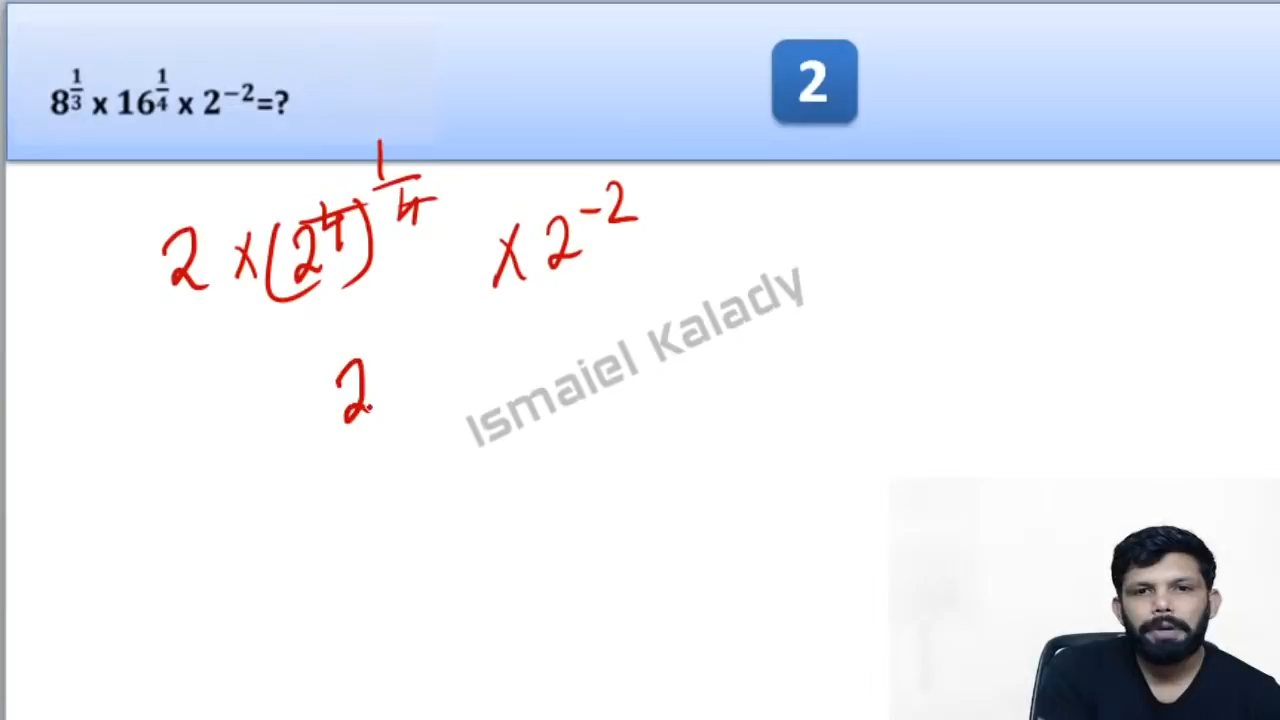 8^{1/3} x 16^{1/4} x 2^{-2}=?
2
2 × (2^4)^{1/4} × 2^{-2}
2
Ismaiel Kalady